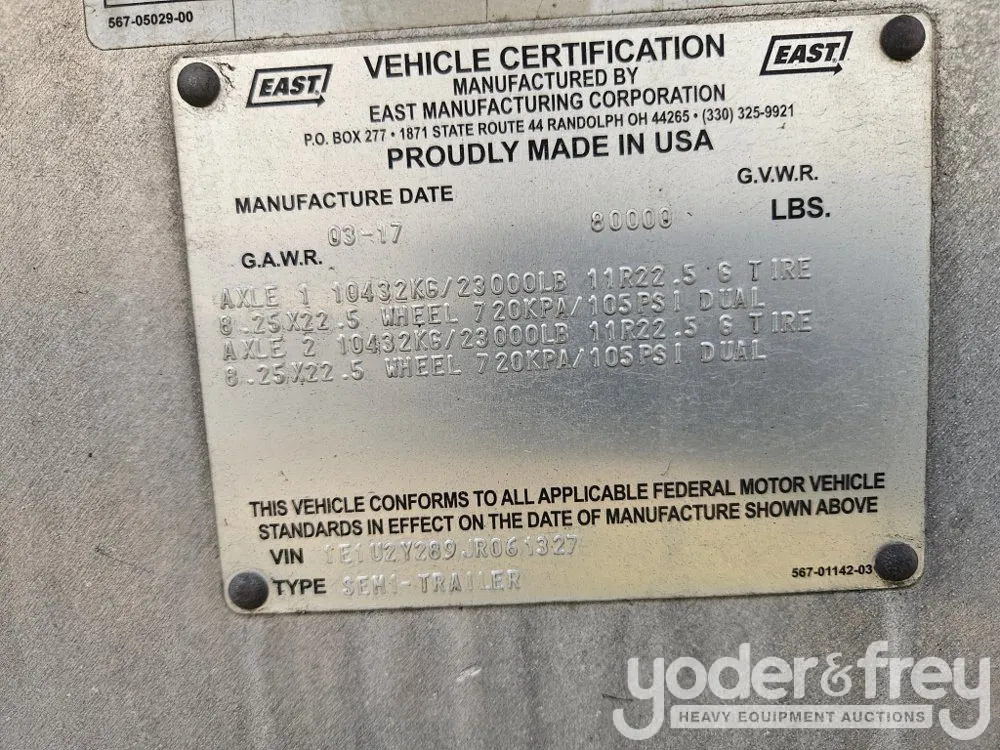 567-05029-00
EAST VEHICLE CERTIFICATION EAST
MANUFACTURED BY
EAST MANUFACTURING CORPORATION
P.O. BOX 277 • 1871 STATE ROUTE 44 RANDOLPH OH 44265 • (330) 325-9921
PROUDLY MADE IN USA
MANUFACTURE DATE G.V.W.R.
03-17 80000 LBS.
G.A.W.R.
AXLE 1 10432KG/23000LB 11R22.5 G TIRE
8.25X22.5 WHEEL 720KPA/105PSI DUAL
AXLE 2 10432KG/23000LB 11R22.5 G TIRE
8.25X22.5 WHEEL 720KPA/105PSI DUAL
THIS VEHICLE CONFORMS TO ALL APPLICABLE FEDERAL MOTOR VEHICLE
STANDARDS IN EFFECT ON THE DATE OF MANUFACTURE SHOWN ABOVE
VIN 1E1U2Y289JR061327
TYPE SEMI-TRAILER 567-01142-03
yoder&frey
HEAVY EQUIPMENT AUCTIONS